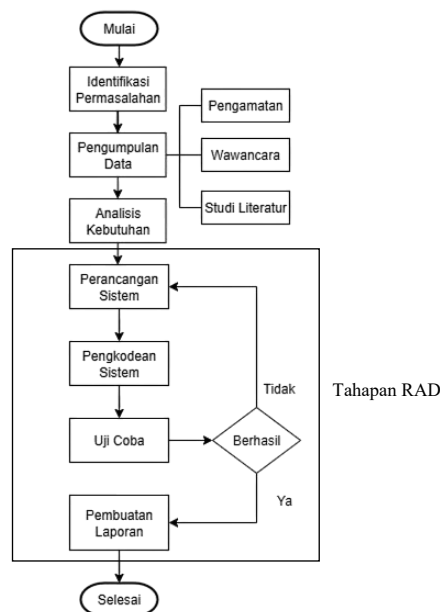 Mulai
Identifikasi
Permasalahan
Pengamatan
Pengumpulan
Data
Wawancara
Studi Literatur
Analisis
Kebutuhan
Perancangan
Sistem
Pengkodean
Sistem
Tidak
Tahapan RAD
Uji Coba
Berhasil
Ya
Pembuatan
Laporan
Selesai